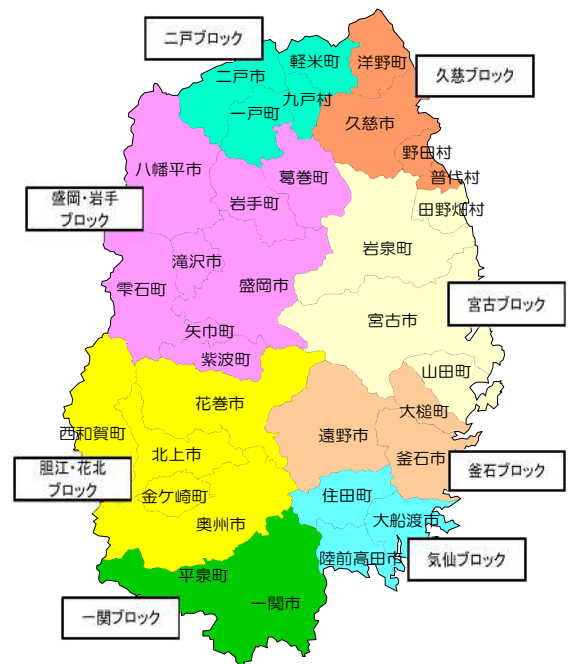 二戸ブロック
軽米町
洋野町
久慈ブロック
二戸市
九戸村
一戸町
久慈市
野田村
普代村
八幡平市
葛巻町
岩手町
田野畑村
盛岡・岩手
ブロック
岩泉町
滝沢市
雫石町
盛岡市
宮古ブロック
宮古市
矢巾町
紫波町
山田町
花巻市
大槌町
西和賀町
遠野市
北上市
釜石市
胆江・花北
ブロック
釜石ブロック
金ケ崎町
住田町
奥州市
大船渡市
陸前高田市
気仙ブロック
平泉町
一関市
一関ブロック